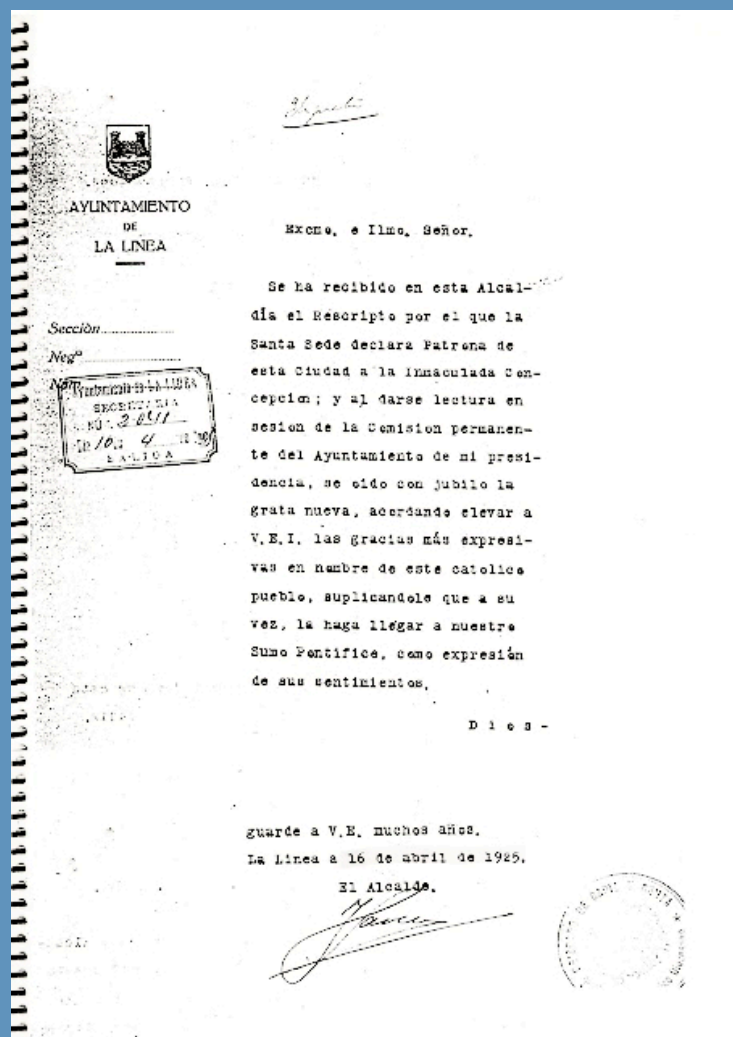 AYUNTAMIENTO
DE
LA LINEA
Sección
Negº
Ayuntamiento de LA LINEA
SECRETARIA
SALIDA
Excmo. e Ilmo. Señor.
Se ha recibido en esta Alcal-
día el Rescripto por el que la
Santa Sede declara Patrona de
esta Ciudad a la Inmaculada Con-
cepcion; y al darse lectura en
sesion de la Comision permanen-
te del Ayuntamiento de mi presi-
dencia, se oido con jubilo la
grata nueva, acordando elevar a
V.E.I. las gracias más expresi-
vas en nombre de este catolico
pueblo, suplicandole que a su
vez, la haga llegar a nuestro
Sumo Pontifice, como expresión
de sus sentimientos.
Dios-
guarde a V.E. muchos años.
La Linea a 16 de abril de 1925.
El Alcalde.